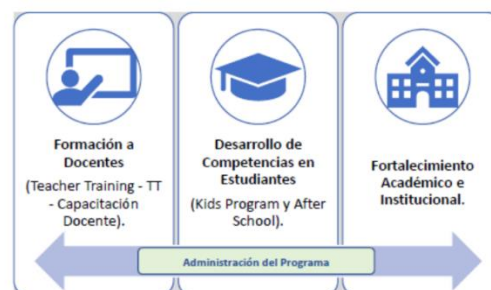 Formación a
Docentes
(Teacher Training - TT
- Capacitación
Docente).
Desarrollo de
Competencias en
Estudiantes
(Kids Program y After
School).
Fortalecimiento
Académico e
Institucional.
Administración del Programa